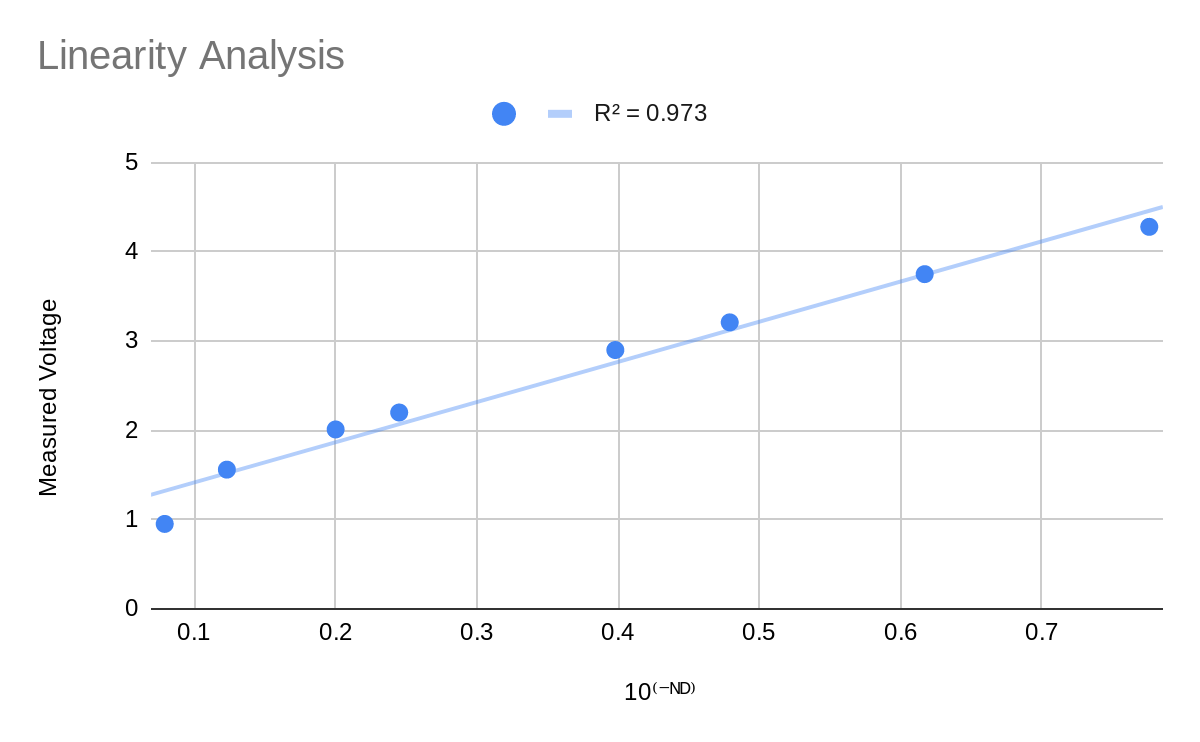 Linearity Analysis
R² = 0.973
5
4
3
2
1
0
Measured Voltage
0.1 0.2 0.3 0.4 0.5 0.6 0.7
10⁽⁻ᴺᴰ⁾